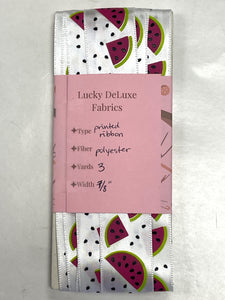 Lucky DeLuxe
Fabrics
Type printed
ribbon
Fiber polyester
Yards 3
Width 7/8"